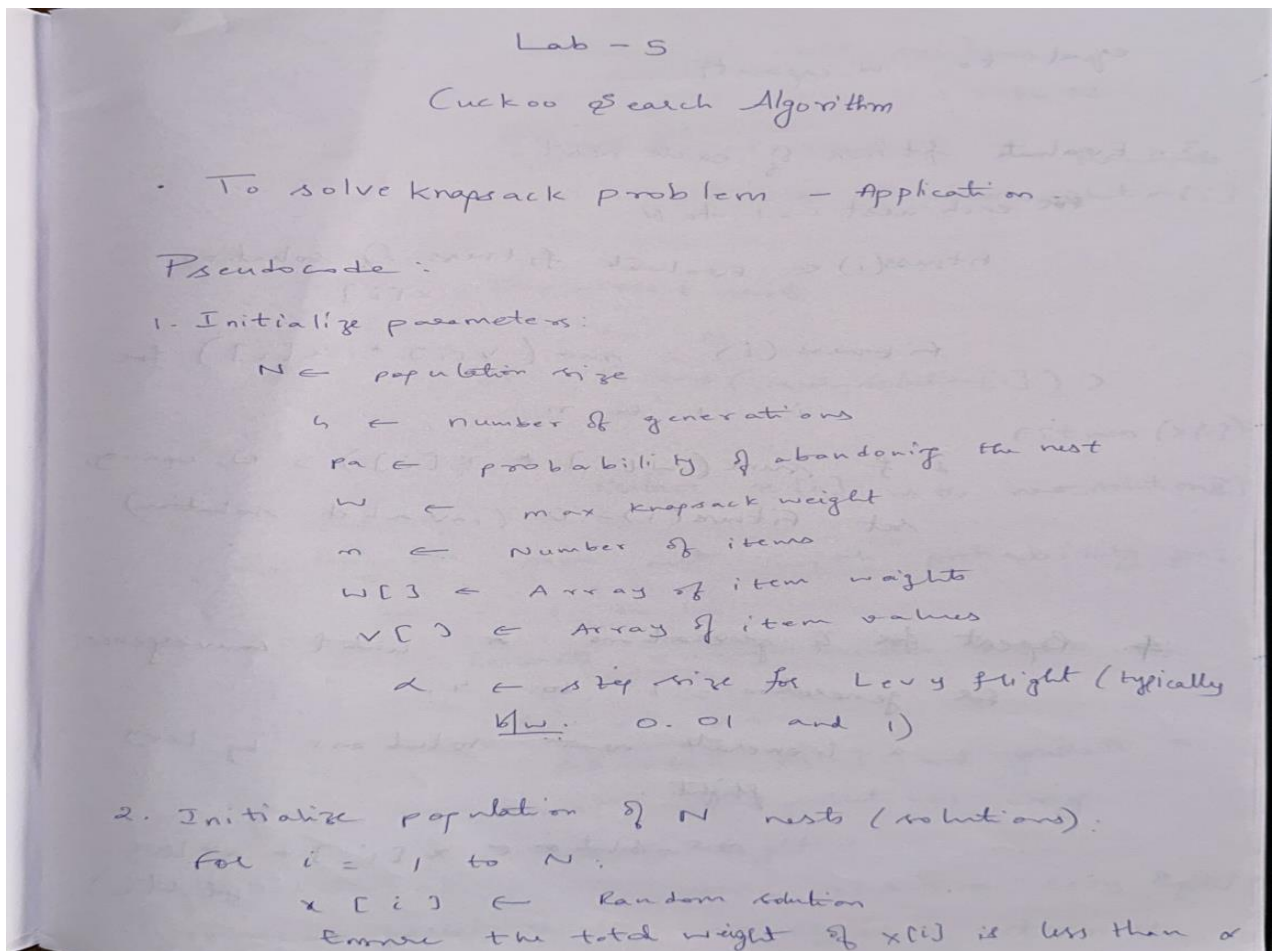 Lab - 5
Cuckoo Search Algorithm
• To solve knapsack problem - Application.
Pseudocode:
1. Initialize parameters:
N ← population size
G ← number of generations
pa ← probability of abandoning the nest
W ← max knapsack weight
n ← Number of items
w[] ← Array of item weights
v[] ← Array of item values
α ← step size for Levy flight (typically
b/w: 0.01 and 1)
2. Initialize population of N nests (solutions):
For i = 1 to N:
x[i] ← Random solution
Ensure the total weight of x[i] is less than or